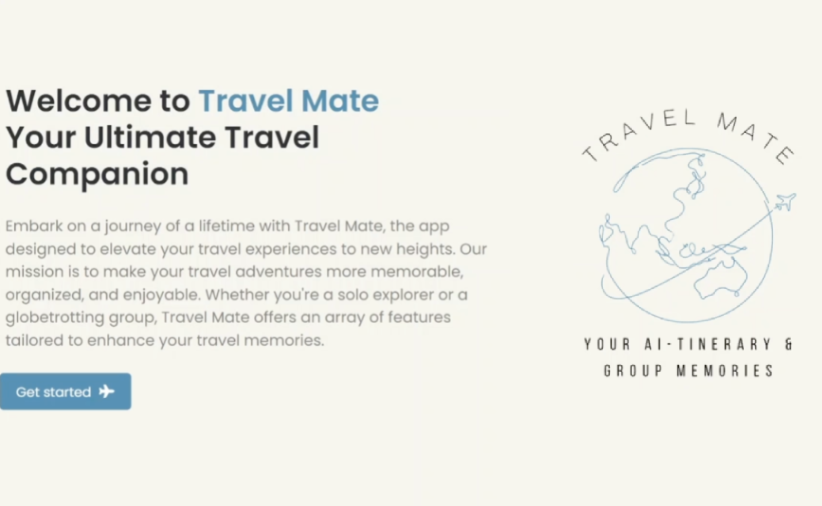 Welcome to Travel Mate
Your Ultimate Travel
Companion
Embark on a journey of a lifetime with Travel Mate, the app
designed to elevate your travel experiences to new heights. Our
mission is to make your travel adventures more memorable,
organized, and enjoyable. Whether you're a solo explorer or a
globetrotting group, Travel Mate offers an array of features
tailored to enhance your travel memories.
Get started
TRAVEL MATE
YOUR AI-TINERARY &
GROUP MEMORIES